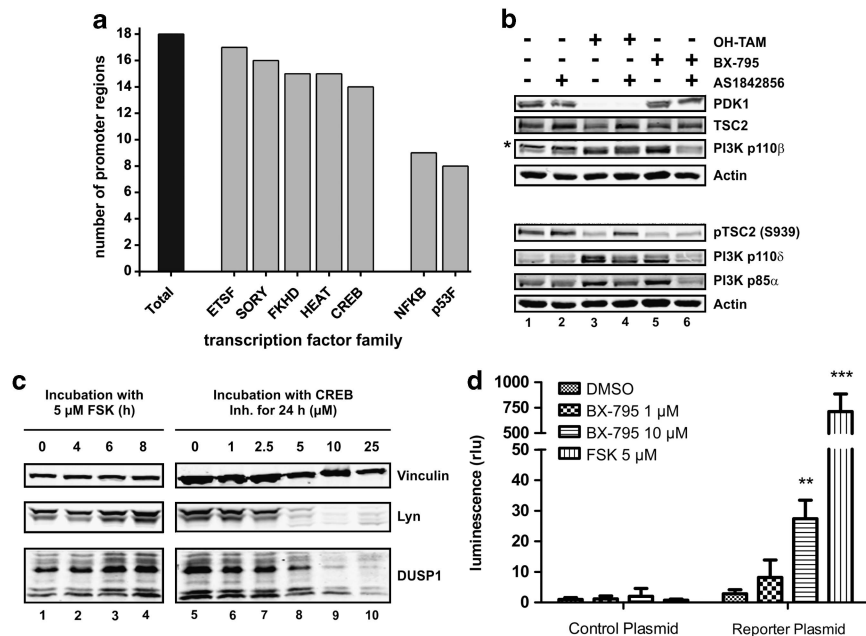 a
18
16
14
12
10
8
6
4
2
0
number of promoter regions
Total
ETSF
SORY
FKHD
HEAT
CREB
NFKB
p53F
transcription factor family
b
- - + + - - OH-TAM
- - - - + + BX-795
- + - + - + AS1842856
PDK1
TSC2
* PI3K p110β
Actin
pTSC2 (S939)
PI3K p110δ
PI3K p85α
Actin
1 2 3 4 5 6
c
Incubation with
5 µM FSK (h)
Incubation with CREB
Inh. for 24 h (µM)
0 4 6 8 0 1 2.5 5 10 25
Vinculin
Lyn
DUSP1
1 2 3 4 5 6 7 8 9 10
d
1000
750
500
250
50
40
30
20
10
0
luminescence (rlu)
DMSO
BX-795 1 µM
BX-795 10 µM
FSK 5 µM
**
***
Control Plasmid
Reporter Plasmid